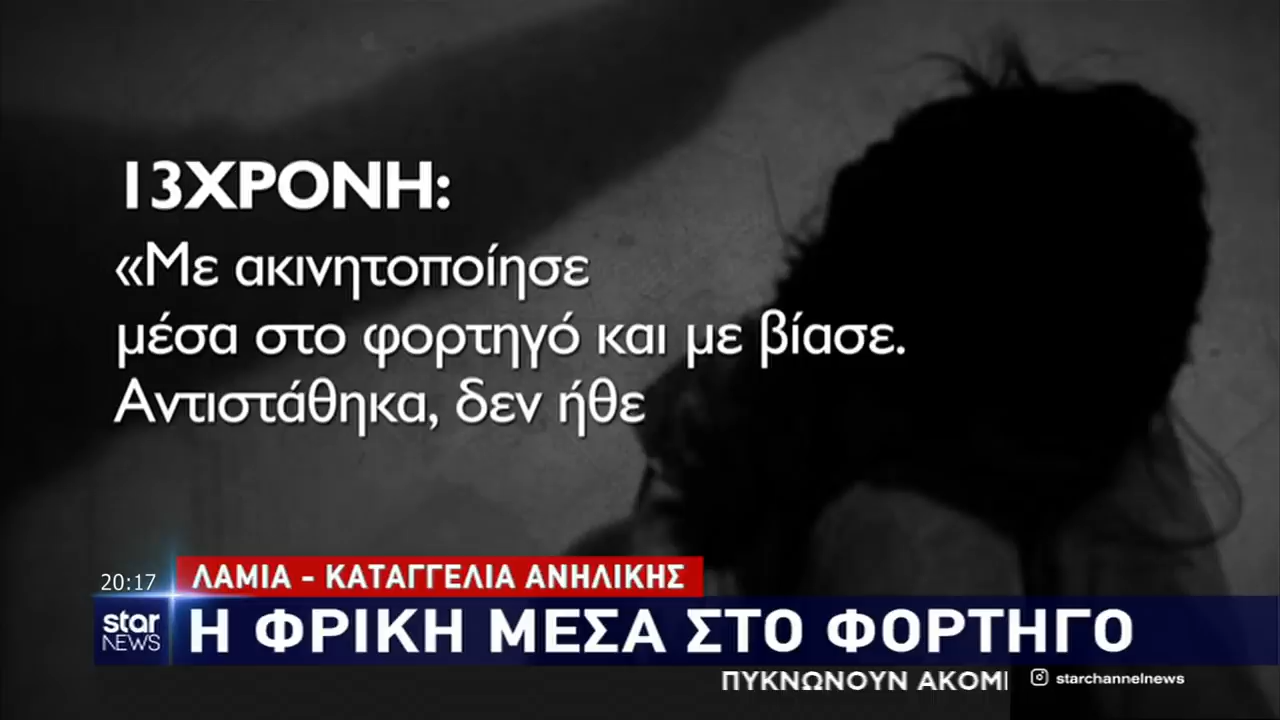 13ΧΡΟΝΗ:
«Με ακινητοποίησε
μέσα στο φορτηγό και με βίασε.
Αντιστάθηκα, δεν ήθε
20:17
ΛΑΜΙΑ - ΚΑΤΑΓΓΕΛΙΑ ΑΝΗΛΙΚΗΣ
star
NEWS
Η ΦΡΙΚΗ ΜΕΣΑ ΣΤΟ ΦΟΡΤΗΓΟ
ΠΥΚΝΩΝΟΥΝ ΑΚΟΜΙ
starchannelnews